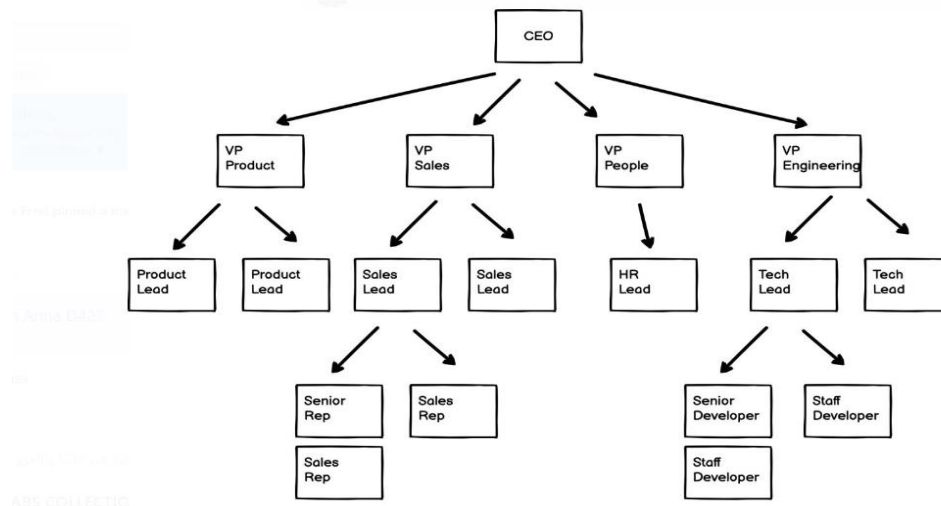 CEO
VP
Product
VP
Sales
VP
People
VP
Engineering
Product
Lead
Product
Lead
Sales
Lead
Sales
Lead
HR
Lead
Tech
Lead
Tech
Lead
Senior
Rep
Sales
Rep
Senior
Developer
Staff
Developer
Sales
Rep
Staff
Developer